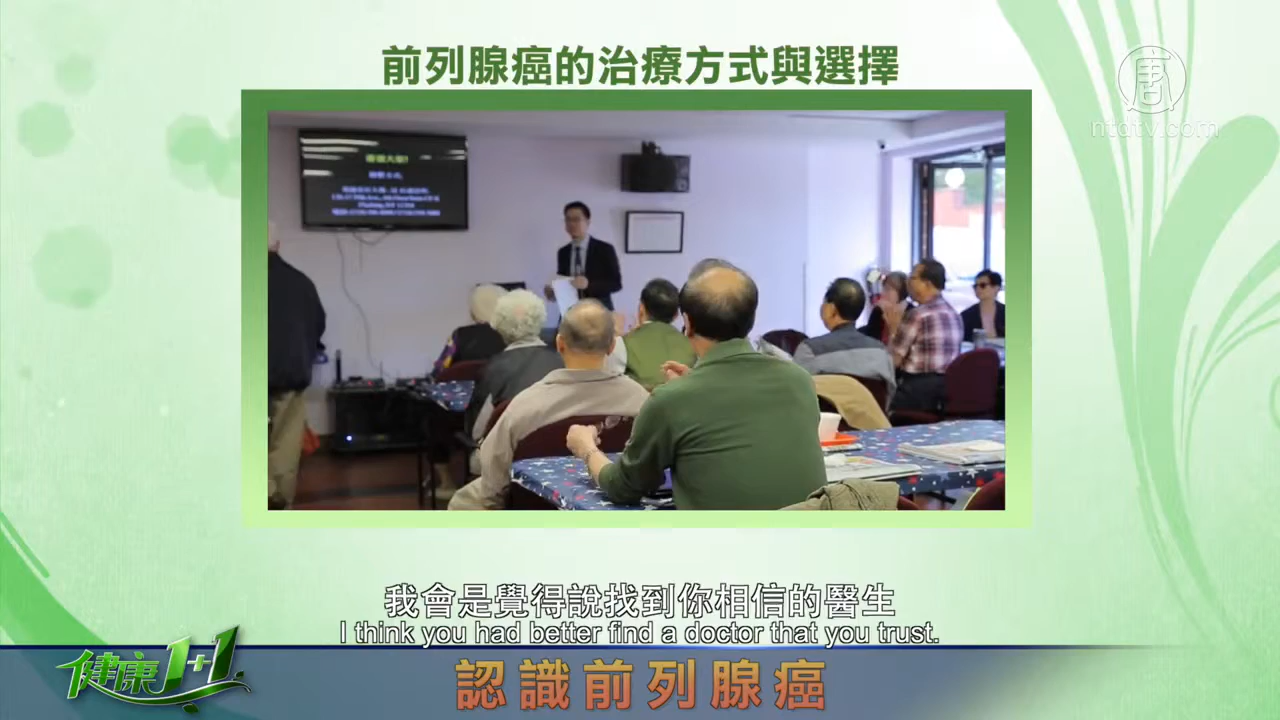 前列腺癌的治療方式與選擇
唐
ntdtv.com
我會是覺得說找到你相信的醫生
I think you had better find a doctor that you trust.
健康1+1
認識前列腺癌